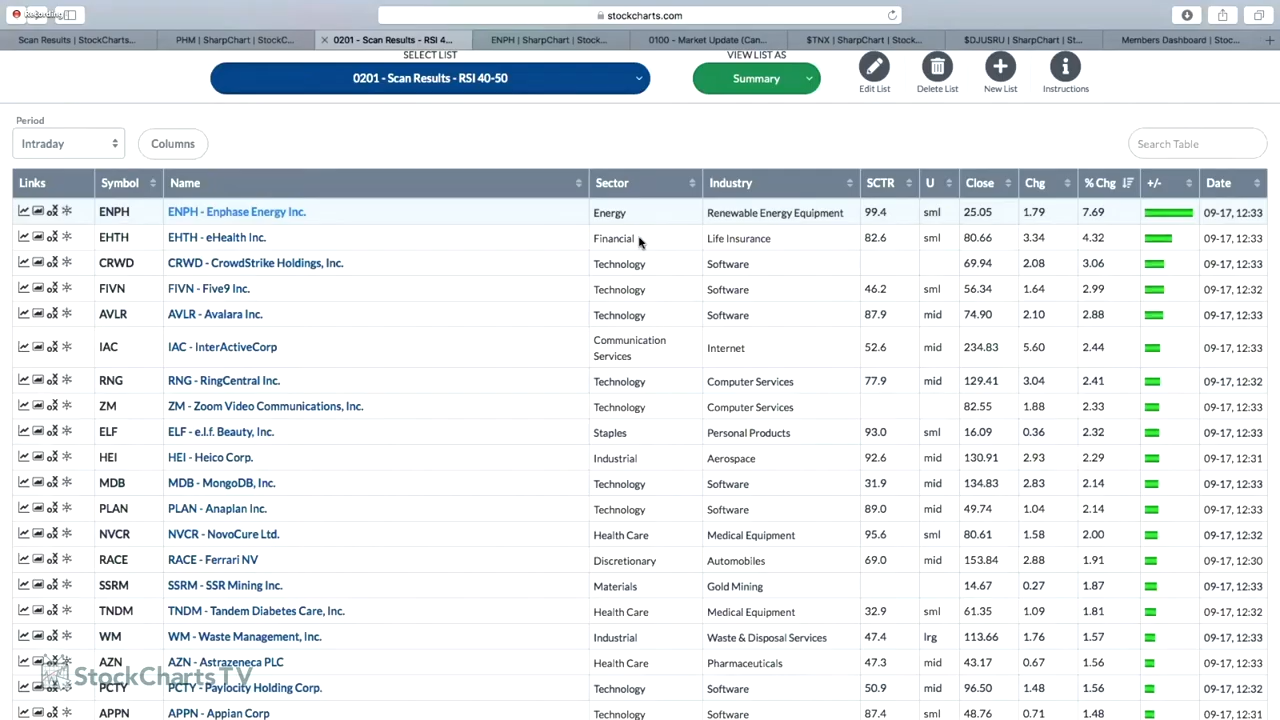 Recording
stockcharts.com
Scan Results | StockCharts...
PHM | SharpChart | StockC...
0201 - Scan Results - RSI 4...
ENPH | SharpChart | Stock...
0100 - Market Update (Can...
$TNX | SharpChart | Stock...
$DJUSRU | SharpChart | St...
Members Dashboard | Stoc...
SELECT LIST
VIEW LIST AS
0201 - Scan Results - RSI 40-50
Summary
Edit List
Delete List
New List
Instructions
Period
Intraday
Columns
Search Table
Links Symbol Name Sector Industry SCTR U Close Chg % Chg +/- Date
ENPH ENPH - Enphase Energy Inc. Energy Renewable Energy Equipment 99.4 sml 25.05 1.79 7.69 09-17, 12:33
EHTH EHTH - eHealth Inc. Financial Life Insurance 82.6 sml 80.66 3.34 4.32 09-17, 12:33
CRWD CRWD - CrowdStrike Holdings, Inc. Technology Software 69.94 2.08 3.06 09-17, 12:33
FIVN FIVN - Five9 Inc. Technology Software 46.2 sml 56.34 1.64 2.99 09-17, 12:32
AVLR AVLR - Avalara Inc. Technology Software 87.9 mid 74.90 2.10 2.88 09-17, 12:33
IAC IAC - InterActiveCorp Communication Services Internet 52.6 mid 234.83 5.60 2.44 09-17, 12:33
RNG RNG - RingCentral Inc. Technology Computer Services 77.9 mid 129.41 3.04 2.41 09-17, 12:32
ZM ZM - Zoom Video Communications, Inc. Technology Computer Services 82.55 1.88 2.33 09-17, 12:33
ELF ELF - e.l.f. Beauty, Inc. Staples Personal Products 93.0 sml 16.09 0.36 2.32 09-17, 12:33
HEI HEI - Heico Corp. Industrial Aerospace 92.6 mid 130.91 2.93 2.29 09-17, 12:31
MDB MDB - MongoDB, Inc. Technology Software 31.9 mid 134.83 2.83 2.14 09-17, 12:33
PLAN PLAN - Anaplan Inc. Technology Software 89.0 mid 49.74 1.04 2.14 09-17, 12:33
NVCR NVCR - NovoCure Ltd. Health Care Medical Equipment 95.6 sml 80.61 1.58 2.00 09-17, 12:32
RACE RACE - Ferrari NV Discretionary Automobiles 69.0 mid 153.84 2.88 1.91 09-17, 12:30
SSRM SSRM - SSR Mining Inc. Materials Gold Mining 14.67 0.27 1.87 09-17, 12:33
TNDM TNDM - Tandem Diabetes Care, Inc. Health Care Medical Equipment 32.9 sml 61.35 1.09 1.81 09-17, 12:32
WM WM - Waste Management, Inc. Industrial Waste & Disposal Services 47.4 lrg 113.66 1.76 1.57 09-17, 12:33
AZN AZN - Astrazeneca PLC Health Care Pharmaceuticals 47.3 mid 43.17 0.67 1.56 09-17, 12:33
StockCharts TV
PCTY PCTY - Paylocity Holding Corp. Technology Software 50.9 mid 96.50 1.48 1.56 09-17, 12:32
APPN APPN - Appian Corp Technology Software 87.4 sml 48.76 0.71 1.48 09-17, 12:31